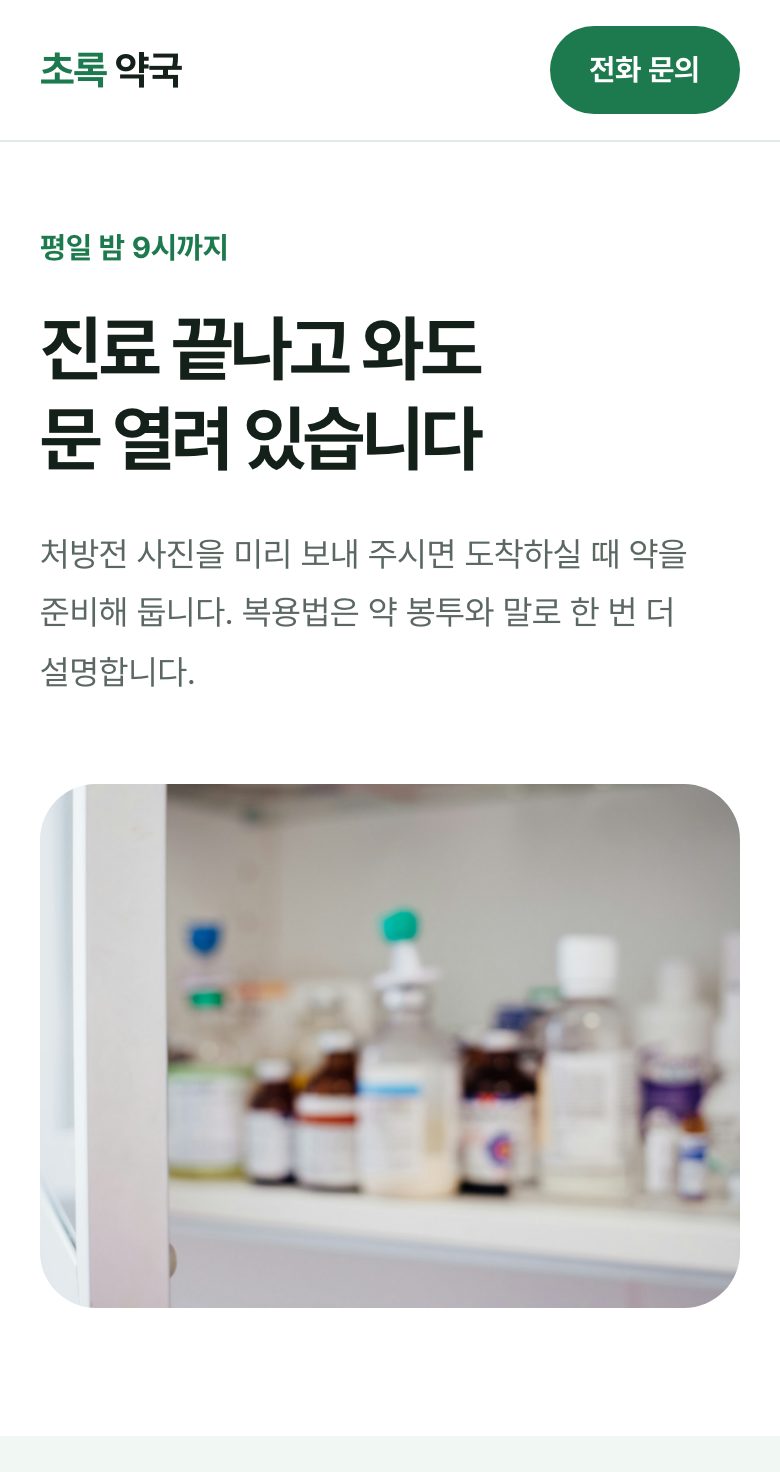 초록 약국
전화 문의
평일 밤 9시까지
진료 끝나고 와도
문 열려 있습니다
처방전 사진을 미리 보내 주시면 도착하실 때 약을
준비해 둡니다. 복용법은 약 봉투와 말로 한 번 더
설명합니다.